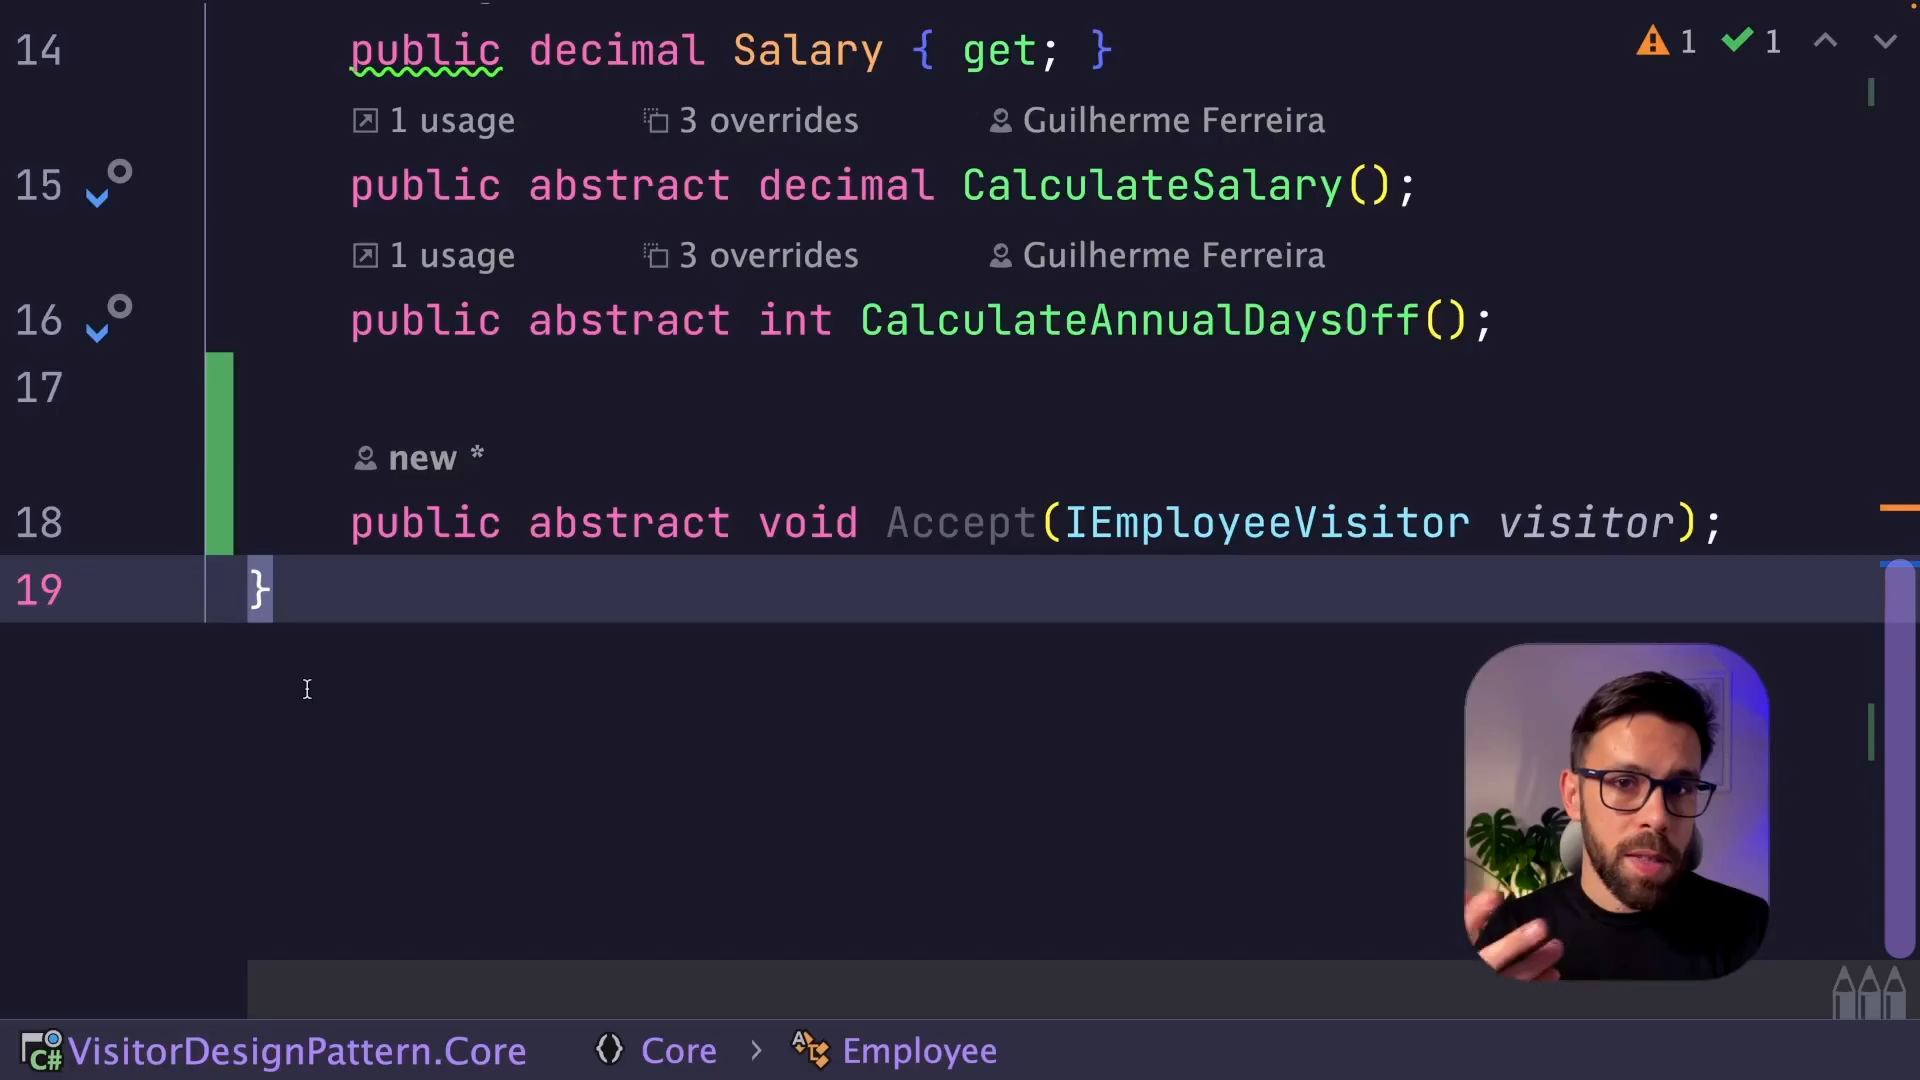 14 public decimal Salary { get; }
1 1
1 usage 3 overrides Guilherme Ferreira
15 public abstract decimal CalculateSalary();
1 usage 3 overrides Guilherme Ferreira
16 public abstract int CalculateAnnualDaysOff();
17
new *
18 public abstract void Accept(IEmployeeVisitor visitor);
19 }
C# VisitorDesignPattern.Core Core > Employee